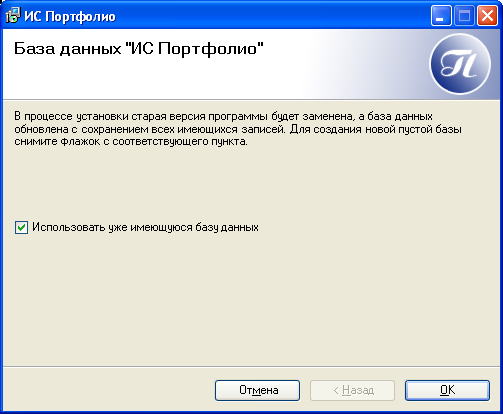 ИС Портфолио
База данных "ИС Портфолио"
П
В процессе установки старая версия программы будет заменена, а база данных
обновлена с сохранением всех имеющихся записей. Для создания новой пустой базы
снимите флажок с соответствующего пункта.
Использовать уже имеющуюся базу данных
Отмена
< Назад
OK